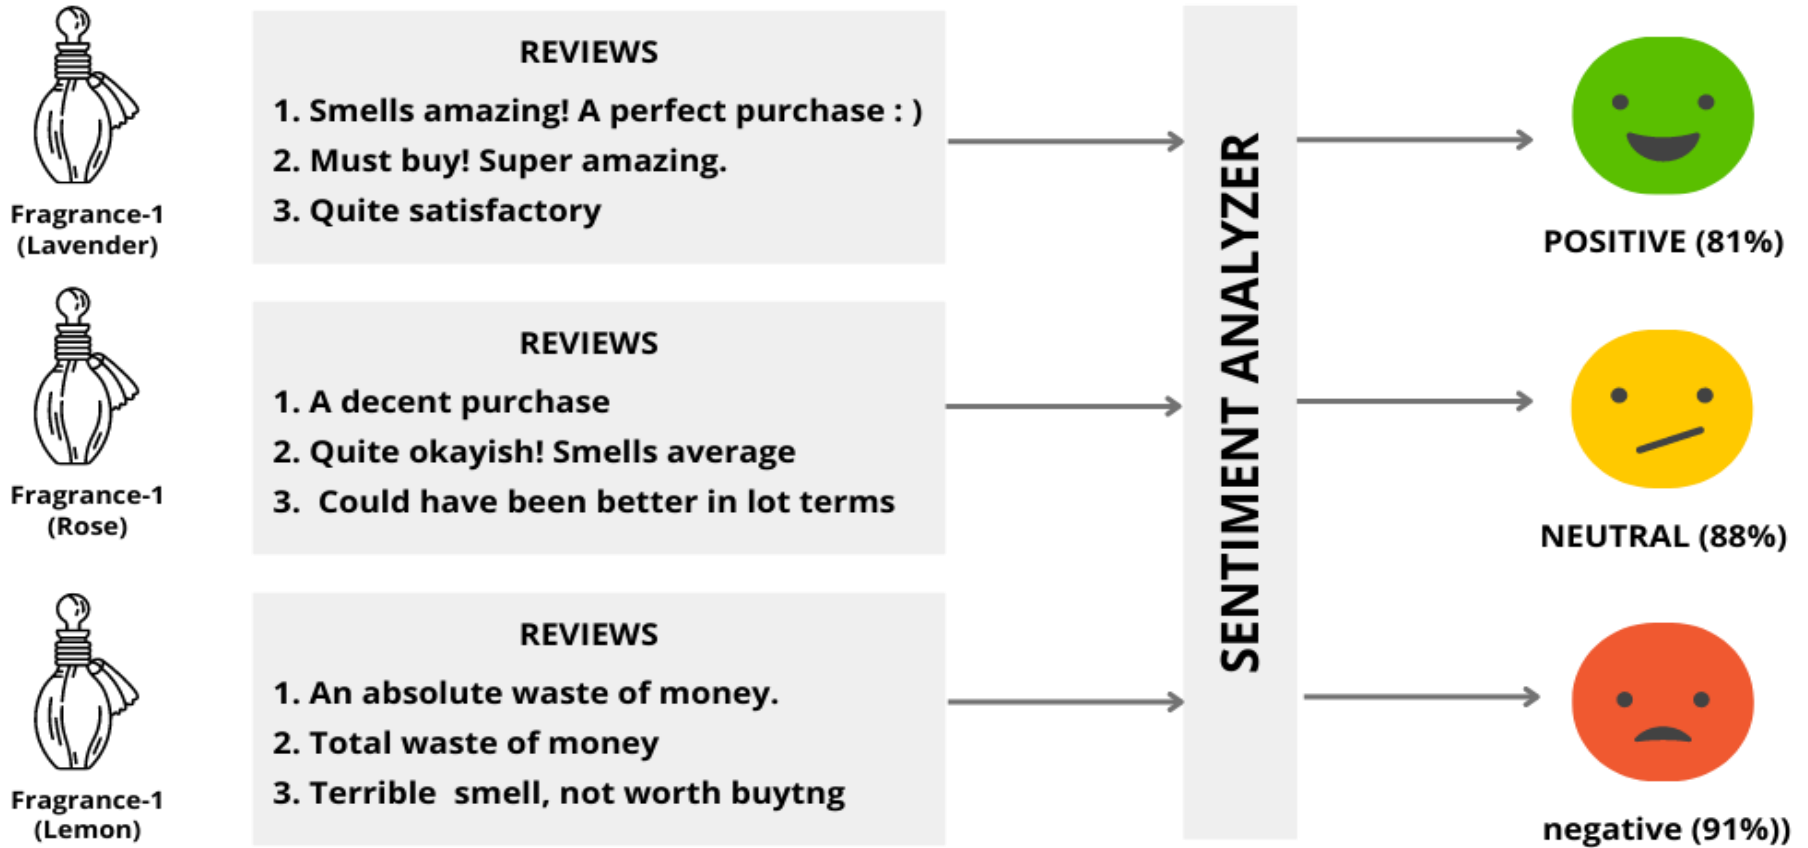 REVIEWS
1. Smells amazing! A perfect purchase : )
2. Must buy! Super amazing.
3. Quite satisfactory
Fragrance-1
(Lavender)
POSITIVE (81%)
REVIEWS
1. A decent purchase
2. Quite okayish! Smells average
3. Could have been better in lot terms
Fragrance-1
(Rose)
NEUTRAL (88%)
REVIEWS
1. An absolute waste of money.
2. Total waste of money
3. Terrible smell, not worth buytng
Fragrance-1
(Lemon)
negative (91%))
SENTIMENT ANALYZER